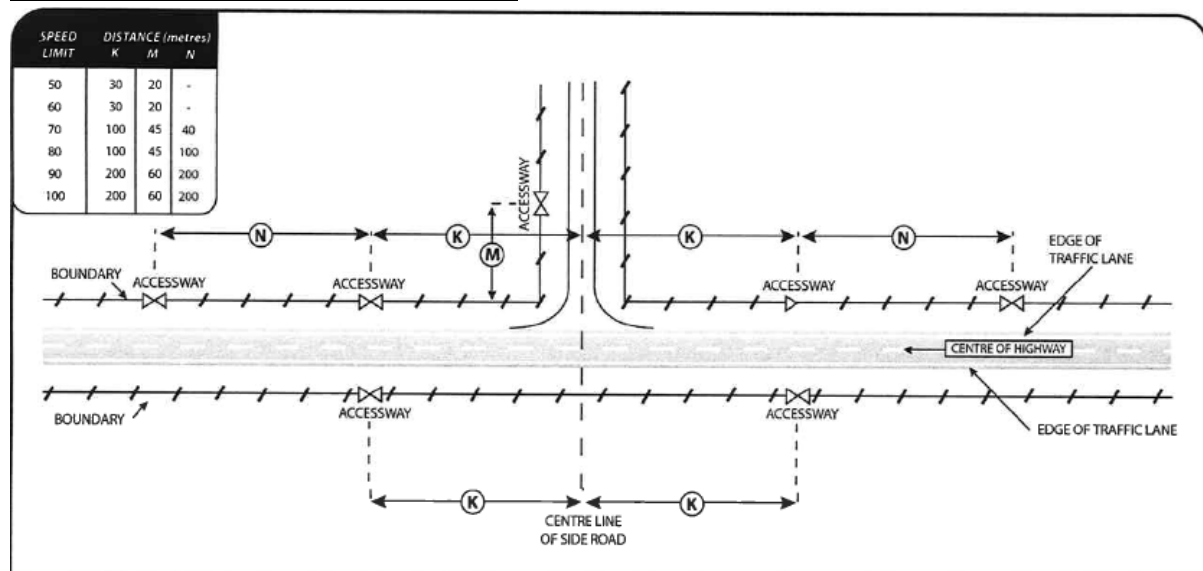 SPEED LIMIT DISTANCE (metres)
K M N
50 30 20 -
60 30 20 -
70 100 45 40
80 100 45 100
90 200 60 200
100 200 60 200
ACCESSWAY
N K M K N
EDGE OF
TRAFFIC LANE
BOUNDARY
ACCESSWAY ACCESSWAY ACCESSWAY ACCESSWAY
CENTRE OF HIGHWAY
BOUNDARY
ACCESSWAY ACCESSWAY
EDGE OF TRAFFIC LANE
K K
CENTRE LINE
OF SIDE ROAD